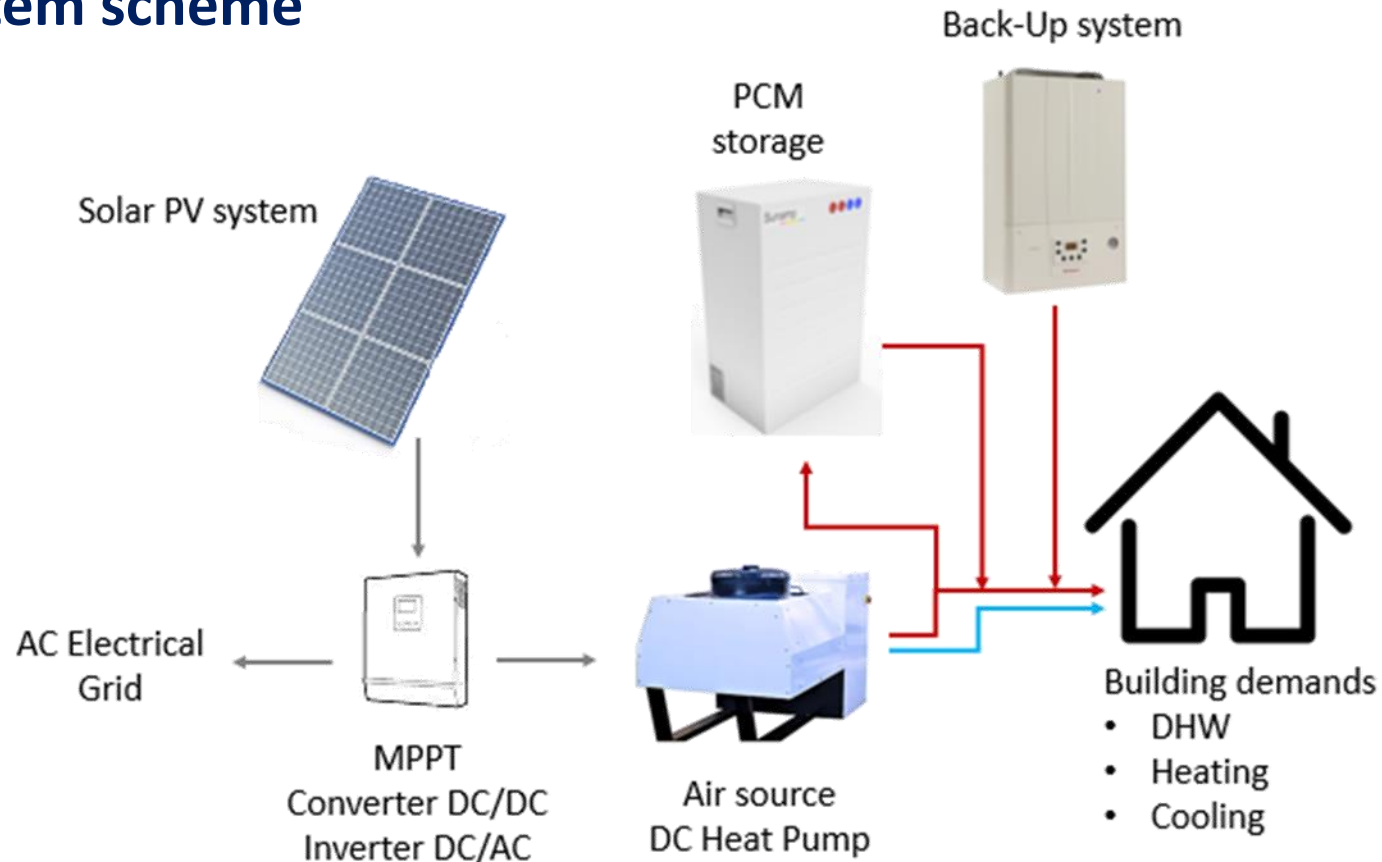 tem scheme
Back-Up system
PCM
storage
Solar PV system
AC Electrical
Grid
MPPT
Converter DC/DC
Inverter DC/AC
Air source
DC Heat Pump
Building demands
• DHW
• Heating
• Cooling